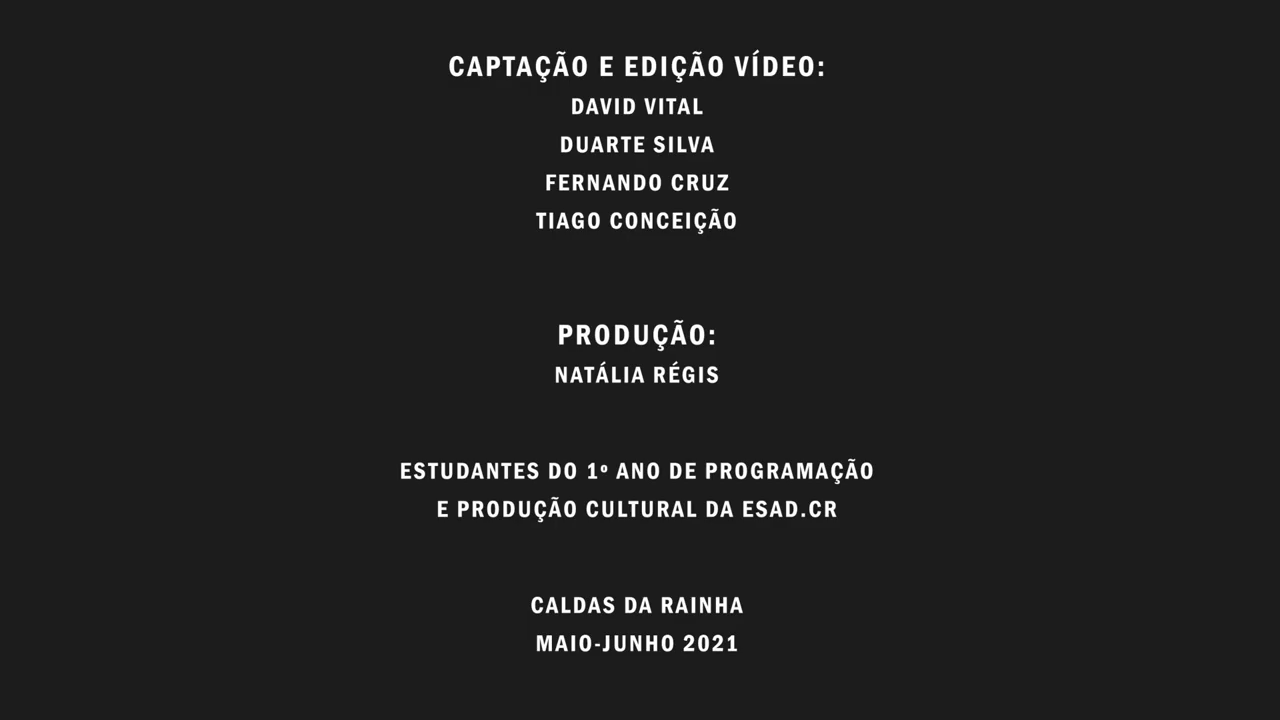 CAPTAÇÃO E EDIÇÃO VÍDEO:
DAVID VITAL
DUARTE SILVA
FERNANDO CRUZ
TIAGO CONCEIÇÃO
PRODUÇÃO:
NATÁLIA RÉGIS
ESTUDANTES DO 1º ANO DE PROGRAMAÇÃO
E PRODUÇÃO CULTURAL DA ESAD.CR
CALDAS DA RAINHA
MAIO-JUNHO 2021